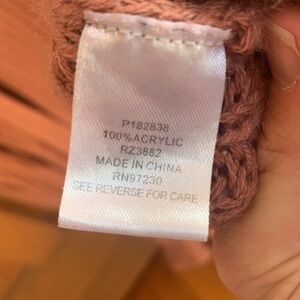 P182838
100%ACRYLIC
RZ3882
MADE IN CHINA
RN97230
SEE REVERSE FOR CARE